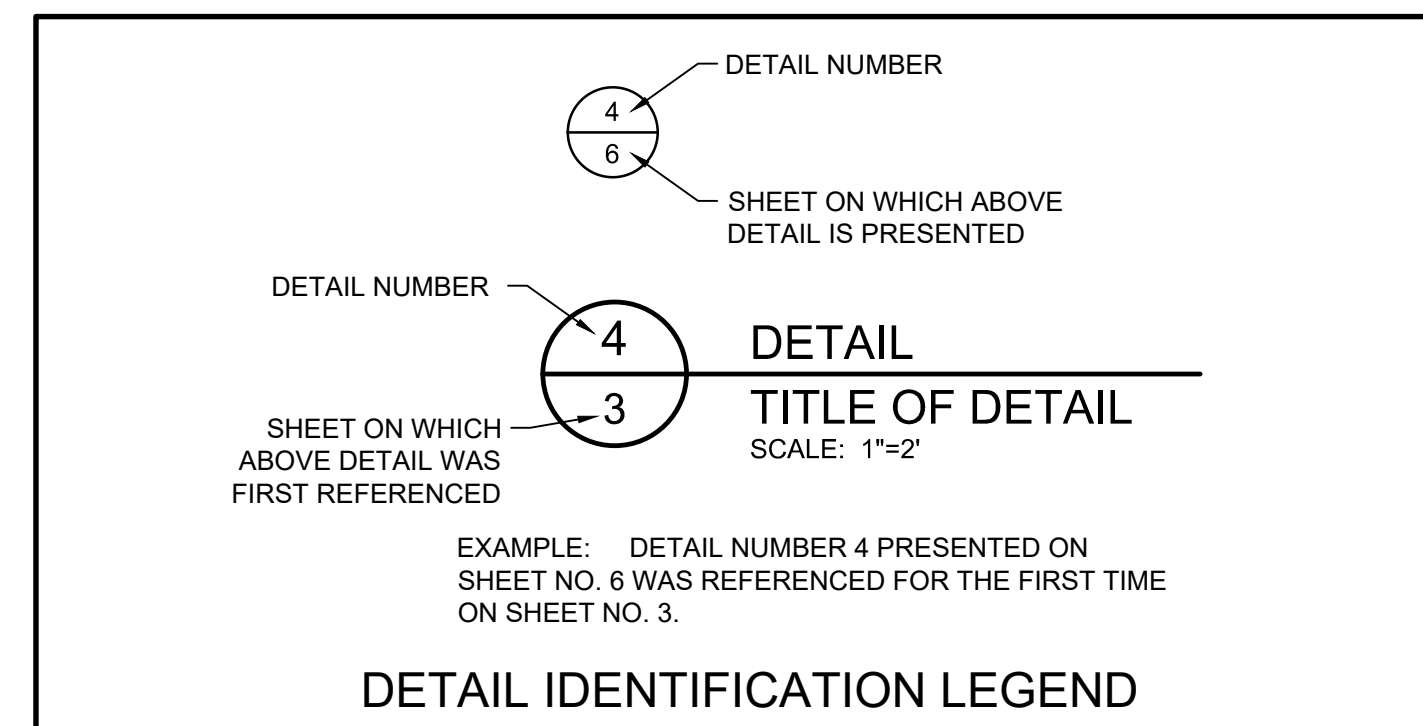 DETAIL NUMBER
4
6
SHEET ON WHICH ABOVE
DETAIL IS PRESENTED
DETAIL NUMBER
4
DETAIL
3
TITLE OF DETAIL
SCALE: 1"=2'
SHEET ON WHICH
ABOVE DETAIL WAS
FIRST REFERENCED
EXAMPLE: DETAIL NUMBER 4 PRESENTED ON
SHEET NO. 6 WAS REFERENCED FOR THE FIRST TIME
ON SHEET NO. 3.
DETAIL IDENTIFICATION LEGEND